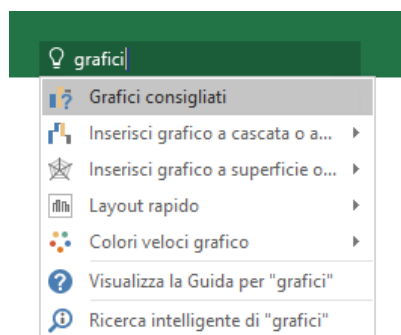 grafici
Grafici consigliati
Inserisci grafico a cascata o a...
Inserisci grafico a superficie o...
Layout rapido
Colori veloci grafico
Visualizza la Guida per "grafici"
Ricerca intelligente di "grafici"